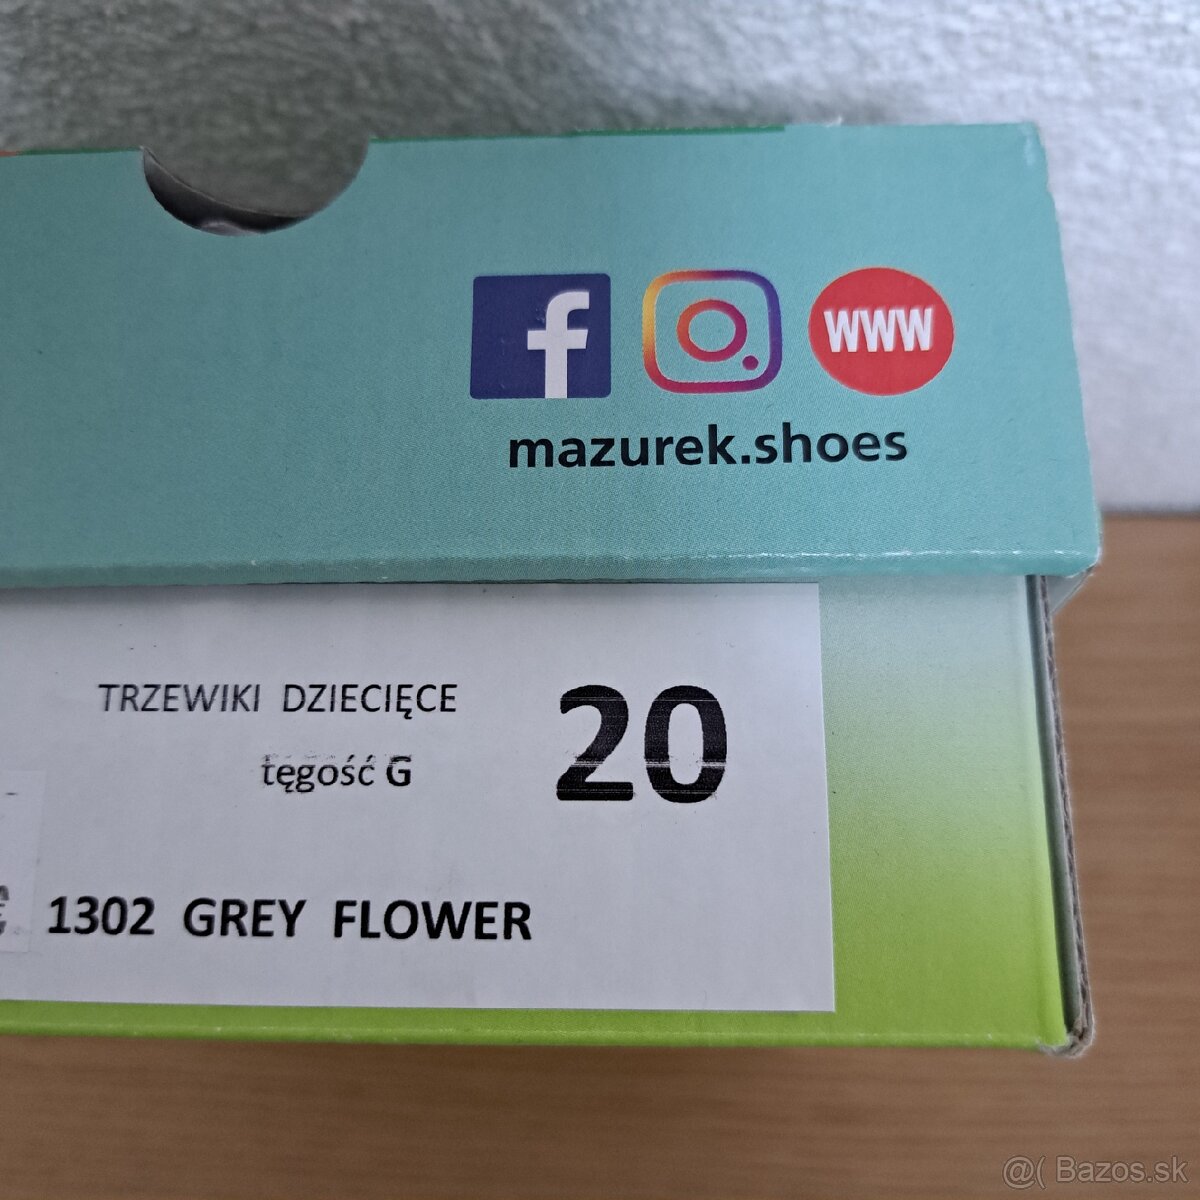 f
WWW
mazurek.shoes
TRZEWIKI DZIECIĘCE
20
tęgość G
1302 GREY FLOWER
@( Bazos.sk